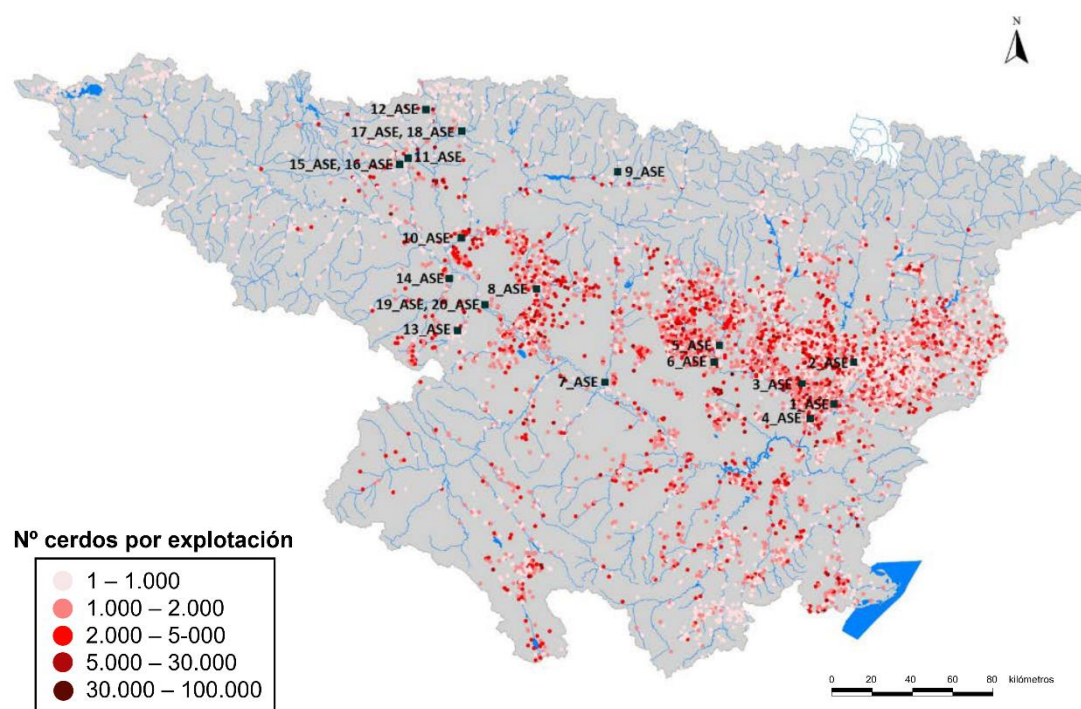 N
12_ASE
17_ASE, 18_ASE
11_ASE
15_ASE, 16_ASE
9_ASE
10_ASE
14_ASE
8_ASE
19_ASE, 20_ASE
13_ASE
5_ASE
6_ASE
2_ASE
7_ASE
3_ASE
1_ASE
4_ASE
Nº cerdos por explotación
1 – 1.000
1.000 – 2.000
2.000 – 5-000
5.000 – 30.000
30.000 – 100.000
kilómetros
0 20 40 60 80